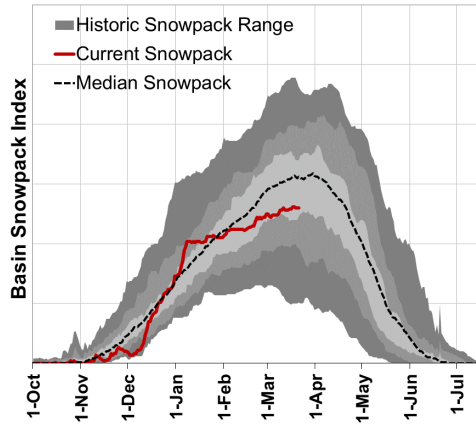 Historic Snowpack Range
Current Snowpack
Median Snowpack
Basin Snowpack Index
1-Oct
1-Nov
1-Dec
1-Jan
1-Feb
1-Mar
1-Apr
1-May
1-Jun
1-Jul